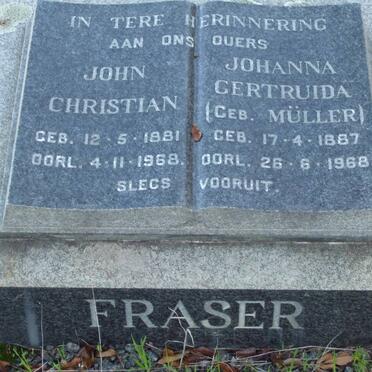 IN TERE HERINNERING
AAN ONS OUERS
JOHN
CHRISTIAN
GEB. 12-5-1881
OORL. 4-11-1968.
JOHANNA
GERTRUIDA
(GEB. MÜLLER)
GEB. 17-4-1887
OORL. 26-6-1968
SLEGS VOORUIT.
FRASER